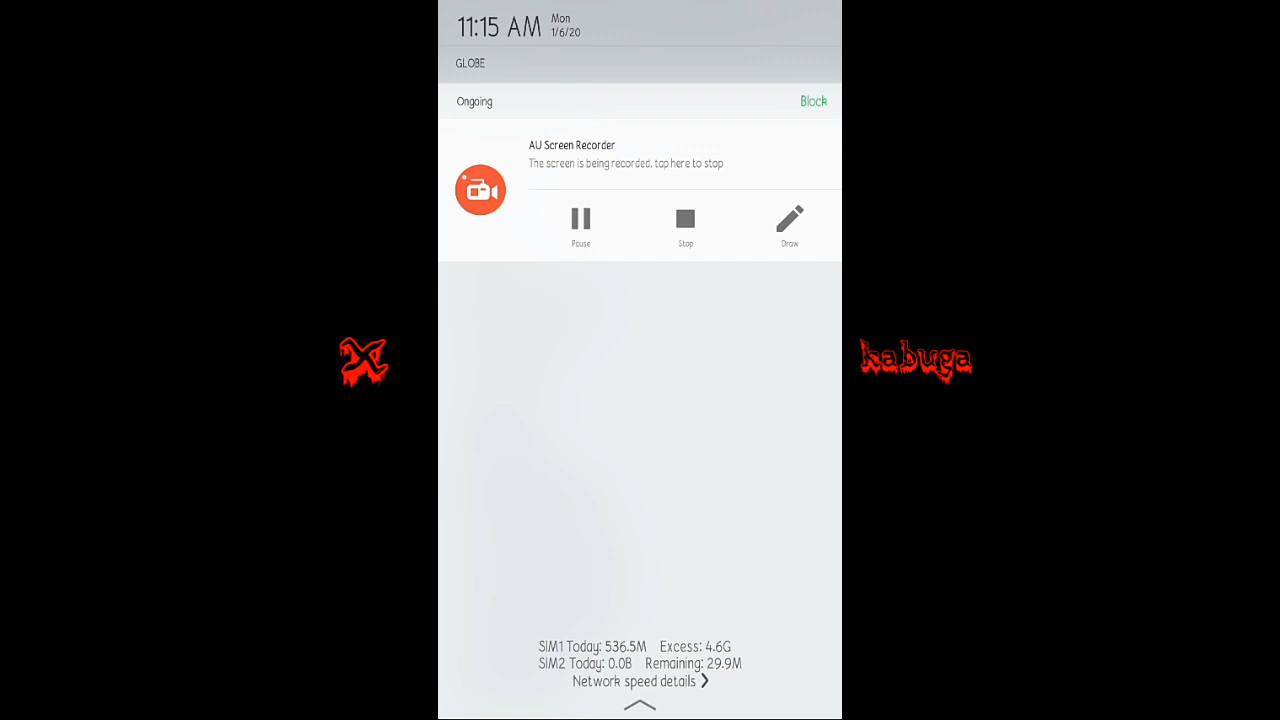 11:15 AM
Mon
1/6/20
GLOBE
Ongoing
Block
AU Screen Recorder
The screen is being recorded, tap here to stop
Pause
Stop
Draw
X
kabuga
SIM1 Today: 536.5M Excess: 4.6G
SIM2 Today: 0.0B Remaining: 29.9M
Network speed details